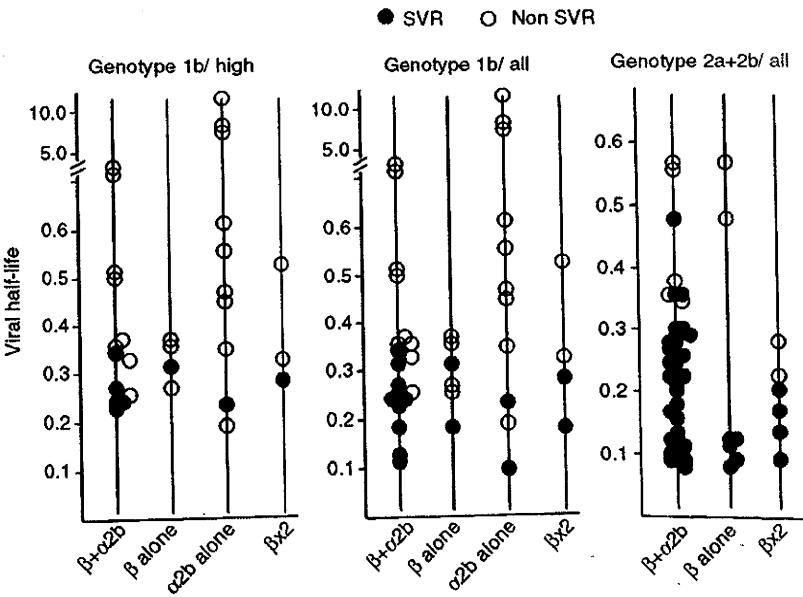 ● SVR ○ Non SVR
Genotype 1b/ high
Genotype 1b/ all
Genotype 2a+2b/ all
Viral half-life
10.0
5.0
0.6
0.5
0.4
0.3
0.2
0.1
10.0
5.0
0.6
0.5
0.4
0.3
0.2
0.1
0.6
0.5
0.4
0.3
0.2
0.1
β+α2b
β alone
α2b alone
βx2
β+α2b
β alone
α2b alone
βx2
β+α2b
β alone
βx2